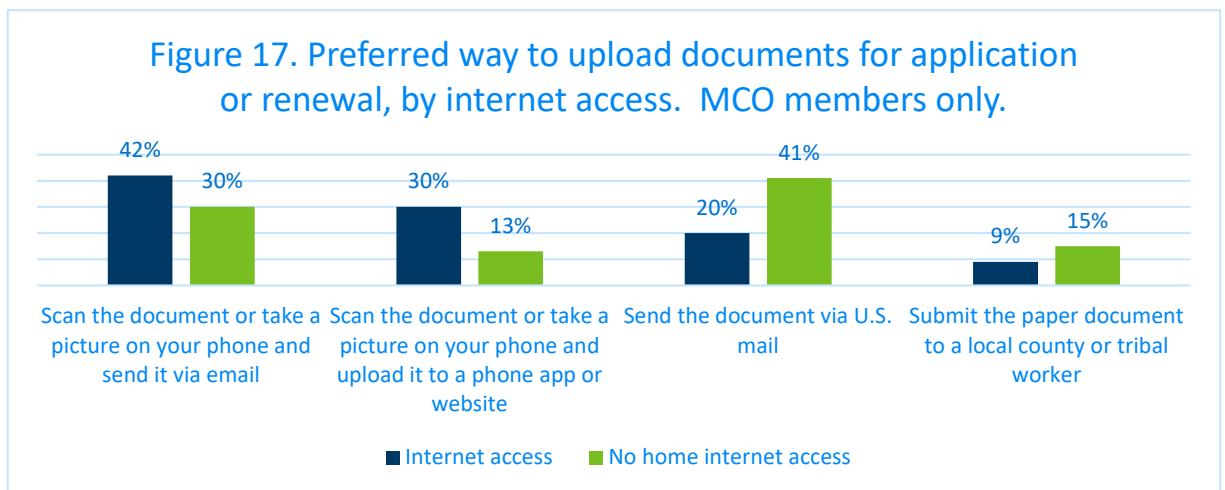 Figure 17. Preferred way to upload documents for application
or renewal, by internet access.  MCO members only.
42%
30%
30%
13%
20%
41%
9%
15%
Scan the document or take a
picture on your phone and
send it via email
Scan the document or take a
picture on your phone and
upload it to a phone app or
website
Send the document via U.S.
mail
Submit the paper document
to a local county or tribal
worker
Internet access
No home internet access